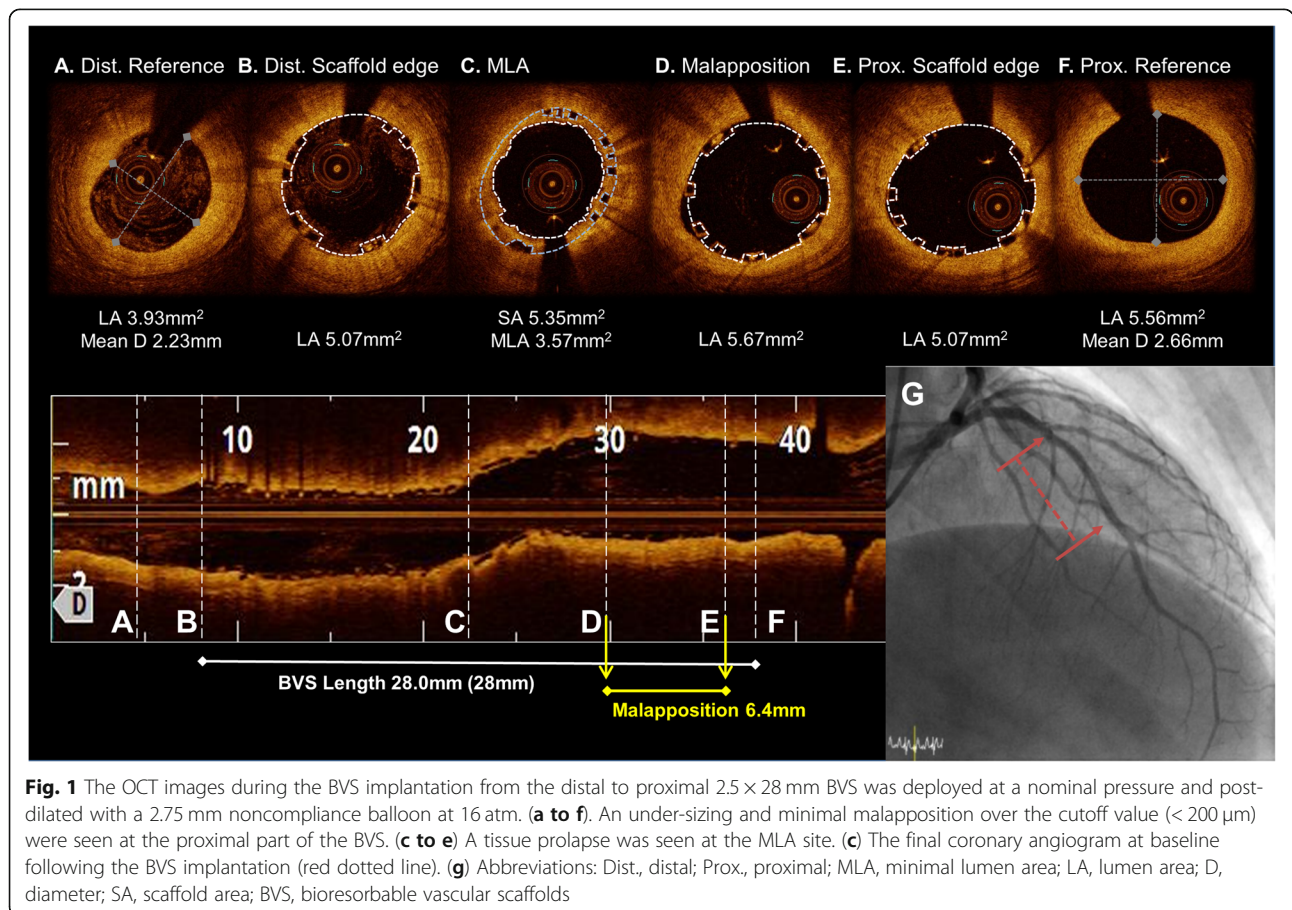 A. Dist. Reference B. Dist. Scaffold edge C. MLA D. Malapposition E. Prox. Scaffold edge F. Prox. Reference
LA 3.93mm²
Mean D 2.23mm
LA 5.07mm²
SA 5.35mm²
MLA 3.57mm²
LA 5.67mm²
LA 5.07mm²
LA 5.56mm²
Mean D 2.66mm
G
10 20 30 40
mm
D
A B C D E F
BVS Length 28.0mm (28mm)
Malapposition 6.4mm
Fig. 1 The OCT images during the BVS implantation from the distal to proximal 2.5 × 28 mm BVS was deployed at a nominal pressure and post-
dilated with a 2.75 mm noncompliance balloon at 16 atm. (a to f). An under-sizing and minimal malapposition over the cutoff value (< 200 μm)
were seen at the proximal part of the BVS. (c to e) A tissue prolapse was seen at the MLA site. (c) The final coronary angiogram at baseline
following the BVS implantation (red dotted line). (g) Abbreviations: Dist., distal; Prox., proximal; MLA, minimal lumen area; LA, lumen area; D,
diameter; SA, scaffold area; BVS, bioresorbable vascular scaffolds